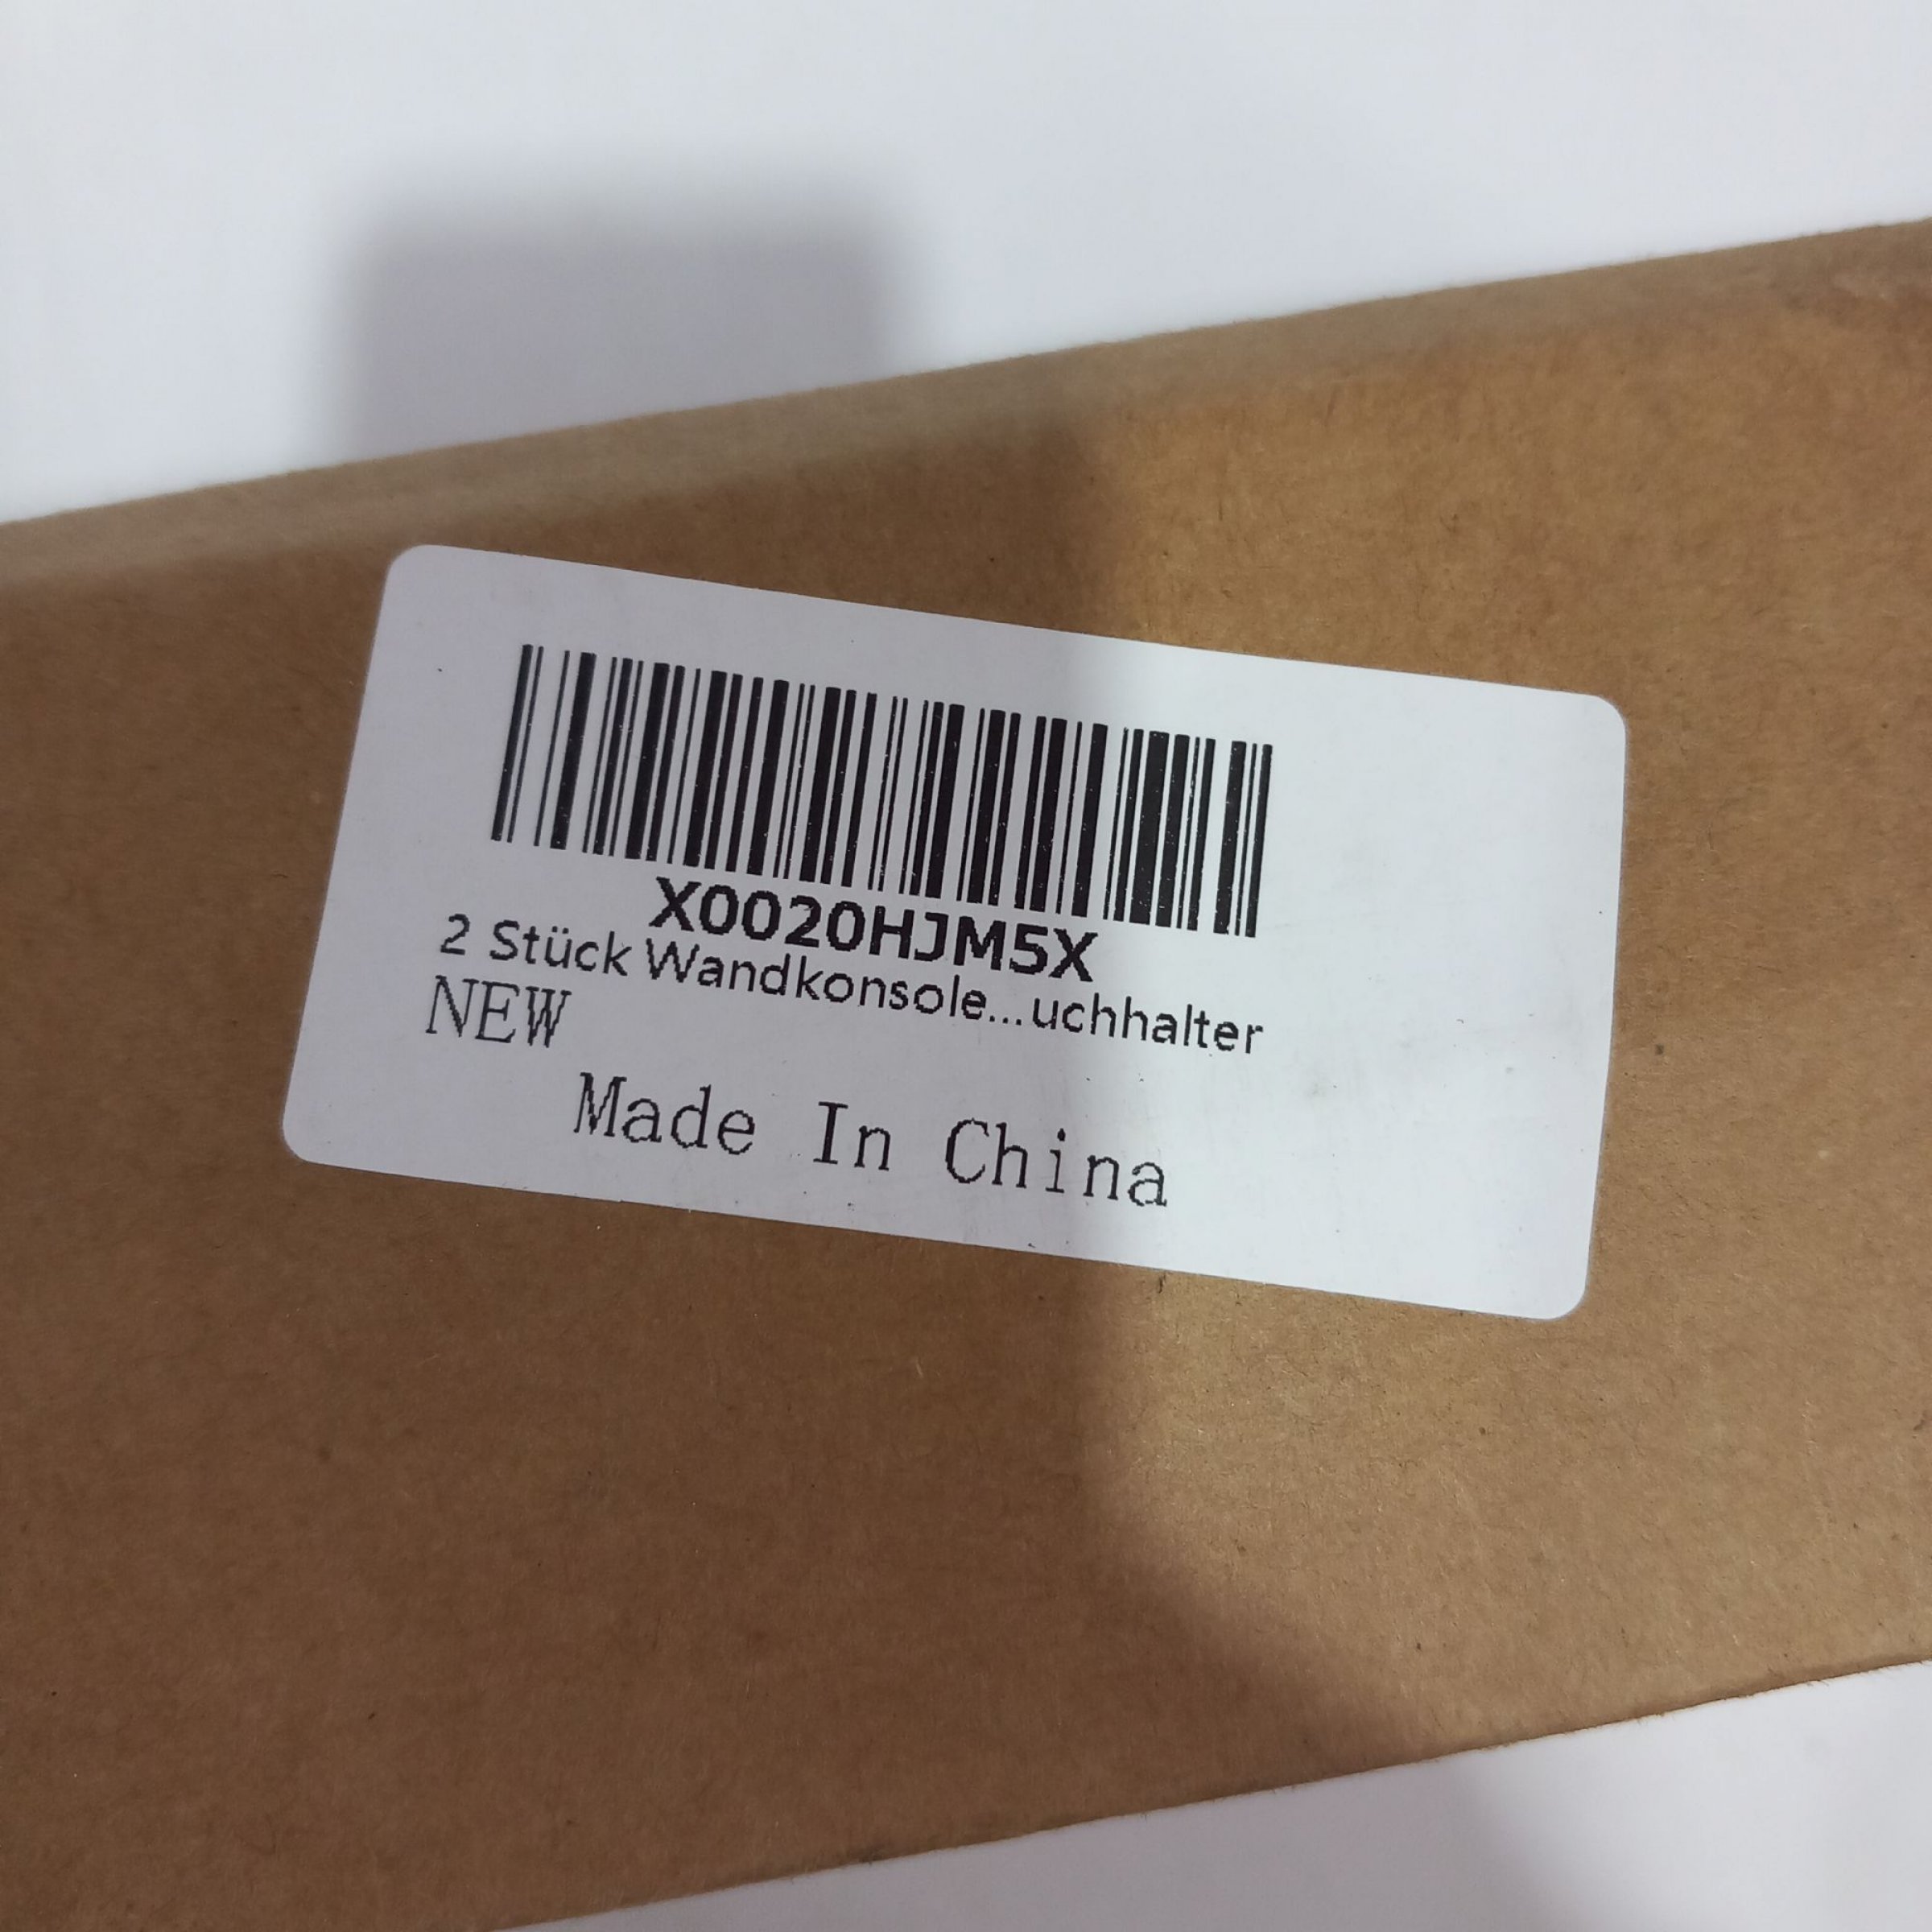 X0020HJM5X
2 Stück Wandkonsole...uchhalter
NEW
Made In China